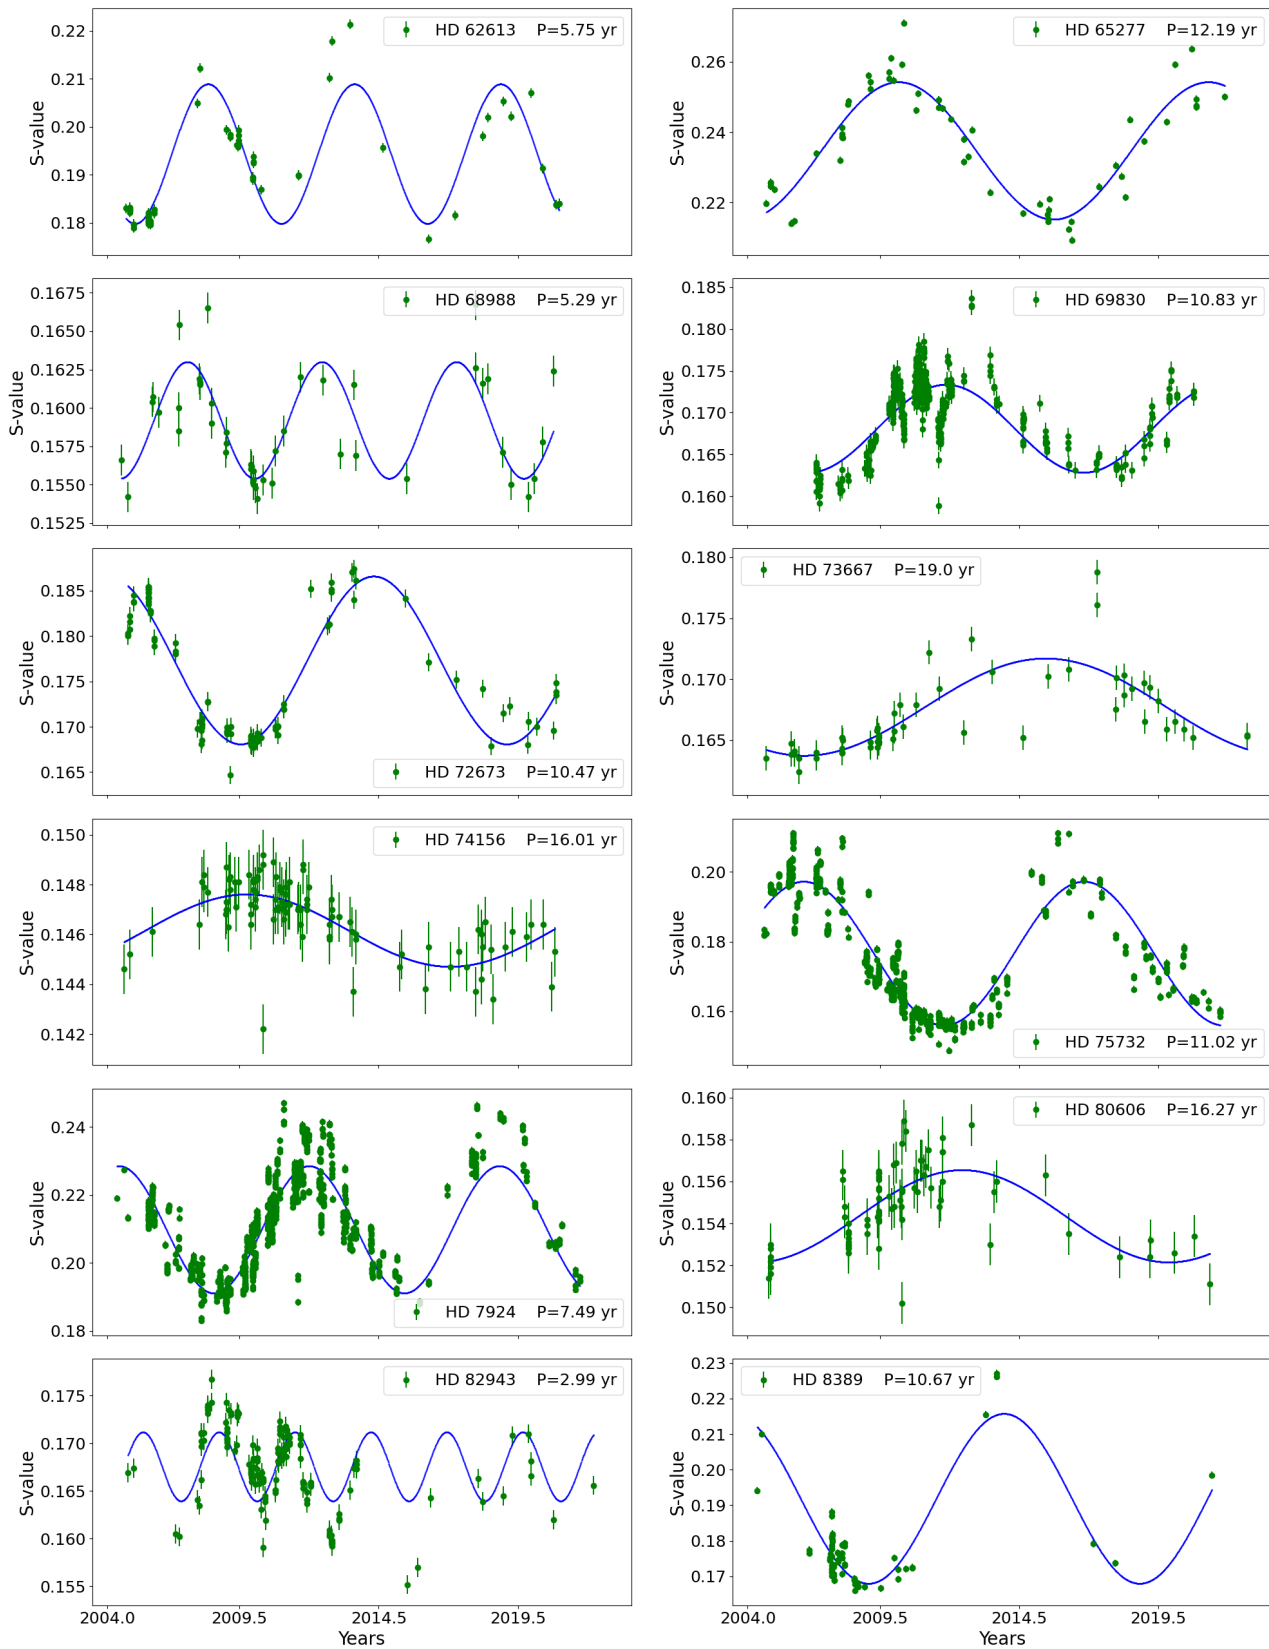 HD 62613 P=5.75 yr
0.22
0.21
0.20
0.19
0.18
S-value
HD 65277 P=12.19 yr
0.26
0.24
0.22
S-value
HD 68988 P=5.29 yr
0.1675
0.1650
0.1625
0.1600
0.1575
0.1550
0.1525
S-value
HD 69830 P=10.83 yr
0.185
0.180
0.175
0.170
0.165
0.160
S-value
0.185
0.180
0.175
0.170
0.165
S-value
HD 72673 P=10.47 yr
HD 73667 P=19.0 yr
0.180
0.175
0.170
0.165
S-value
HD 74156 P=16.01 yr
0.150
0.148
0.146
0.144
0.142
S-value
0.20
0.18
0.16
S-value
HD 75732 P=11.02 yr
0.24
0.22
0.20
0.18
S-value
HD 7924 P=7.49 yr
HD 80606 P=16.27 yr
0.160
0.158
0.156
0.154
0.152
0.150
S-value
HD 82943 P=2.99 yr
0.175
0.170
0.165
0.160
0.155
S-value
2004.0 2009.5 2014.5 2019.5
Years
HD 8389 P=10.67 yr
0.23
0.22
0.21
0.20
0.19
0.18
0.17
S-value
2004.0 2009.5 2014.5 2019.5
Years